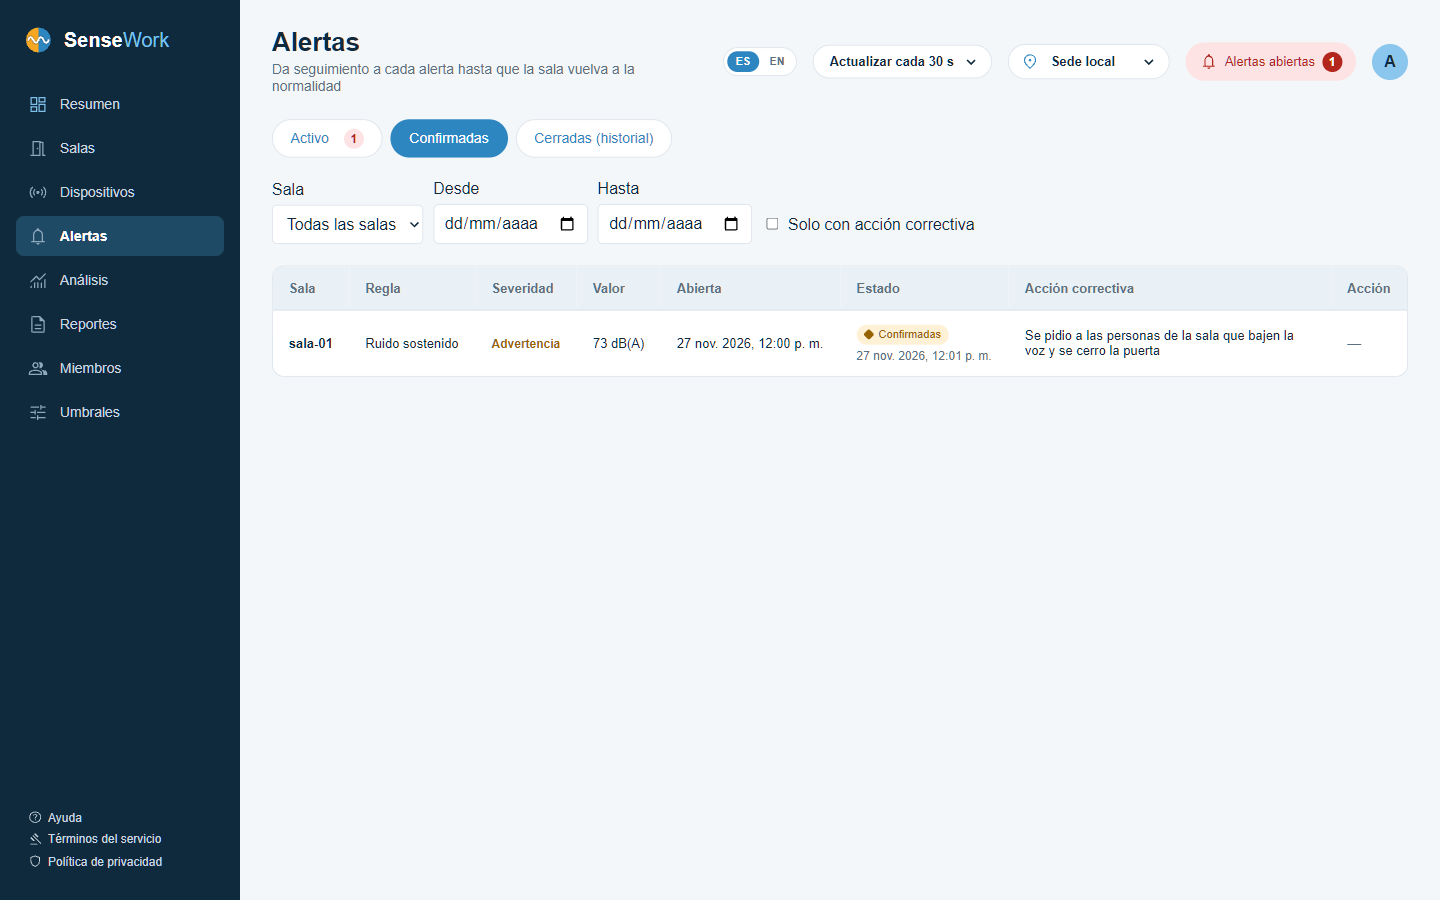 SenseWork
Resumen
Salas
Dispositivos
Alertas
Análisis
Reportes
Miembros
Umbrales
Ayuda
Términos del servicio
Política de privacidad
Alertas
Da seguimiento a cada alerta hasta que la sala vuelva a la
normalidad
ES EN
Actualizar cada 30 s
Sede local
Alertas abiertas 1
A
Activo 1
Confirmadas
Cerradas (historial)
Sala
Todas las salas
Desde
dd/mm/aaaa
Hasta
dd/mm/aaaa
Solo con acción correctiva
Sala Regla Severidad Valor Abierta Estado Acción correctiva Acción
sala-01 Ruido sostenido Advertencia 73 dB(A) 27 nov. 2026, 12:00 p. m.
Confirmadas
27 nov. 2026, 12:01 p. m.
Se pidio a las personas de la sala que bajen la
voz y se cerro la puerta
—